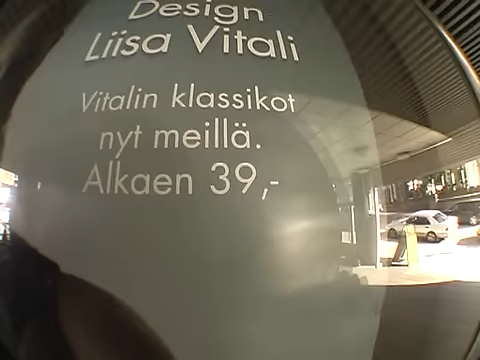 Design
Liisa Vitali
Vitalin klassikot
nyt meillä.
Alkaen 39,-